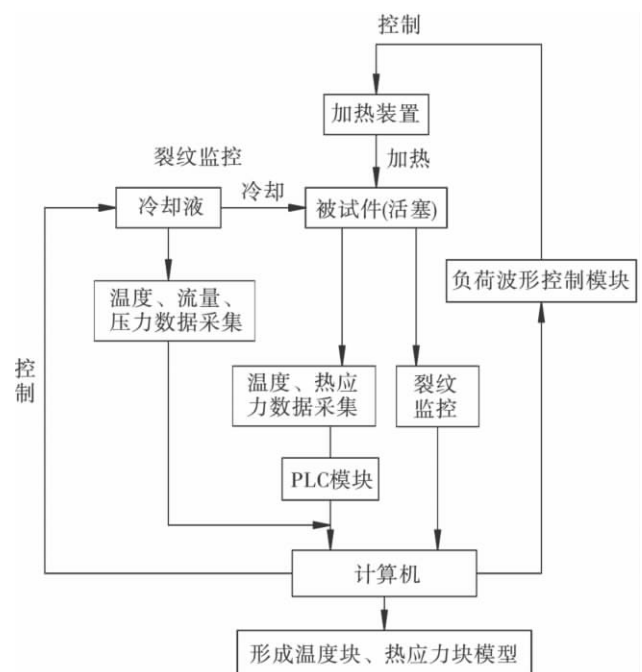 控制
加热装置
加热
裂纹监控
冷却液
冷却
被试件(活塞)
负荷波形控制模块
温度、流量、
压力数据采集
控
制
温度、热应
力数据采集
裂纹
监控
PLC模块
计算机
形成温度块、热应力块模型